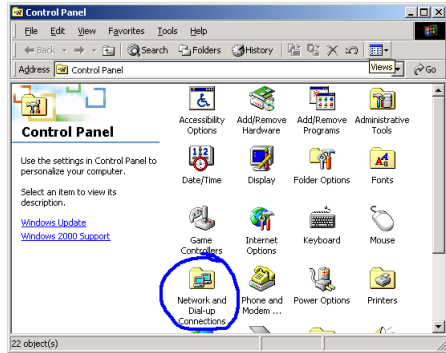 Control Panel
File Edit View Favorites Tools Help
Back Search Folders History
Address Control Panel Views Go
Control Panel
Use the settings in Control Panel to
personalize your computer.
Select an item to view its
description.
Windows Update
Windows 2000 Support
Accessibility
Options
Add/Remove
Hardware
Add/Remove
Programs
Administrative
Tools
Date/Time
Display
Folder Options
Fonts
Game
Controllers
Internet
Options
Keyboard
Mouse
Network and
Dial-up
Connections
Phone and
Modem ...
Power Options
Printers
22 object(s)